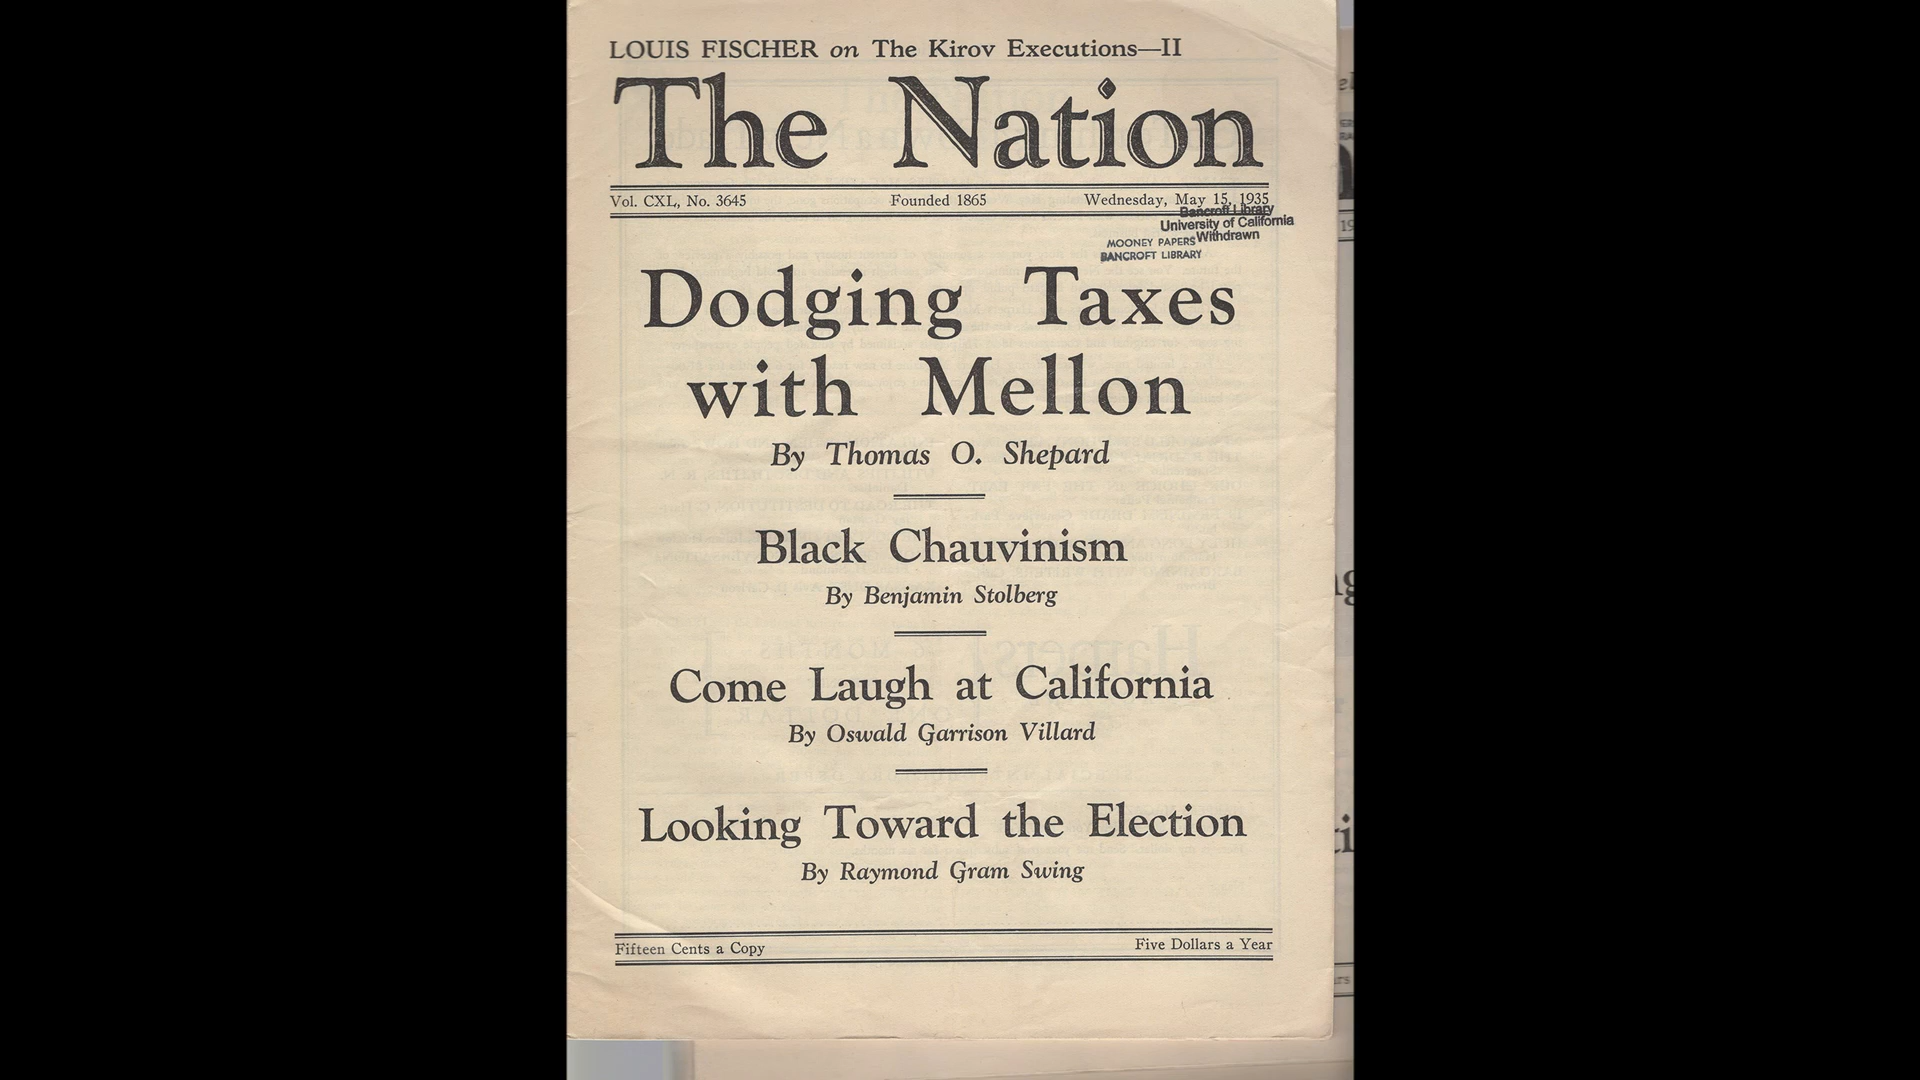 LOUIS FISCHER on The Kirov Executions—II
The Nation
Vol. CXL, No. 3645 Founded 1865 Wednesday, May 15, 1935
Bancroft Library
University of California
Withdrawn
MOONEY PAPERS
BANCROFT LIBRARY
Dodging Taxes
with Mellon
By Thomas O. Shepard
Black Chauvinism
By Benjamin Stolberg
Come Laugh at California
By Oswald Garrison Villard
Looking Toward the Election
By Raymond Gram Swing
Fifteen Cents a Copy Five Dollars a Year